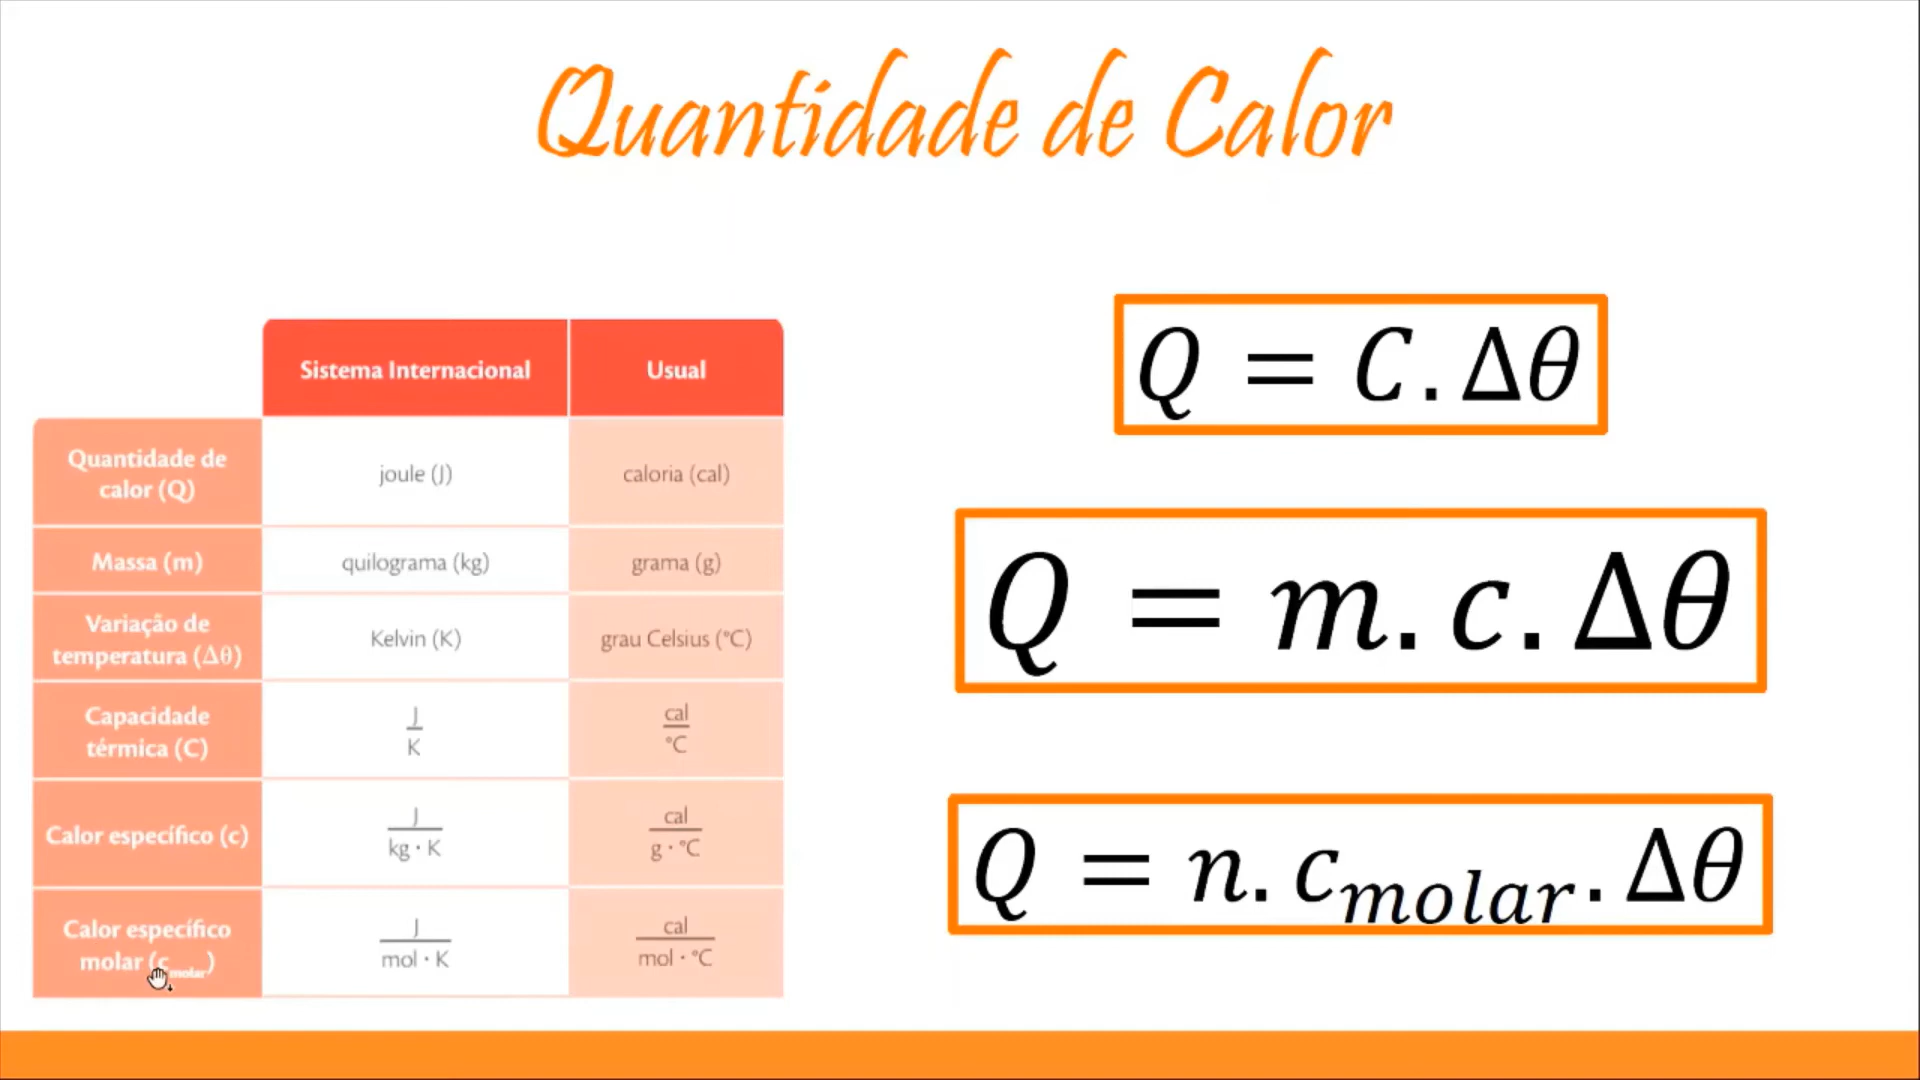 Quantidade de Calor
Sistema Internacional
Usual
Quantidade de
calor (Q)
joule (J)
caloria (cal)
Massa (m)
quilograma (kg)
grama (g)
Variação de
temperatura (Δθ)
Kelvin (K)
grau Celsius (°C)
Capacidade
térmica (C)
J
K
cal
°C
Calor específico (c)
J
kg · K
cal
g · °C
Calor específico
molar (c molar)
J
mol · K
cal
mol · °C
Q = C . Δθ
Q = m . c . Δθ
Q = n . c_molar . Δθ